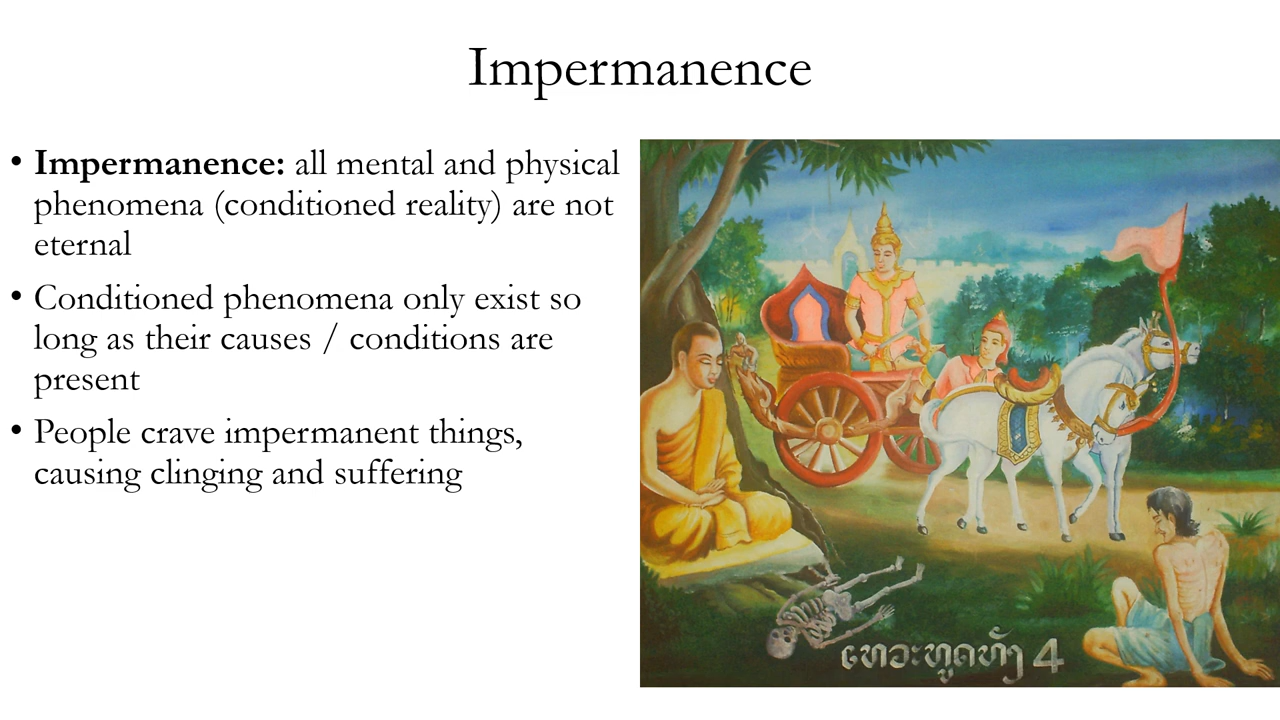 Impermanence
• Impermanence: all mental and physical
phenomena (conditioned reality) are not
eternal
• Conditioned phenomena only exist so
long as their causes / conditions are
present
• People crave impermanent things,
causing clinging and suffering
ເທວະທູດທັງ 4